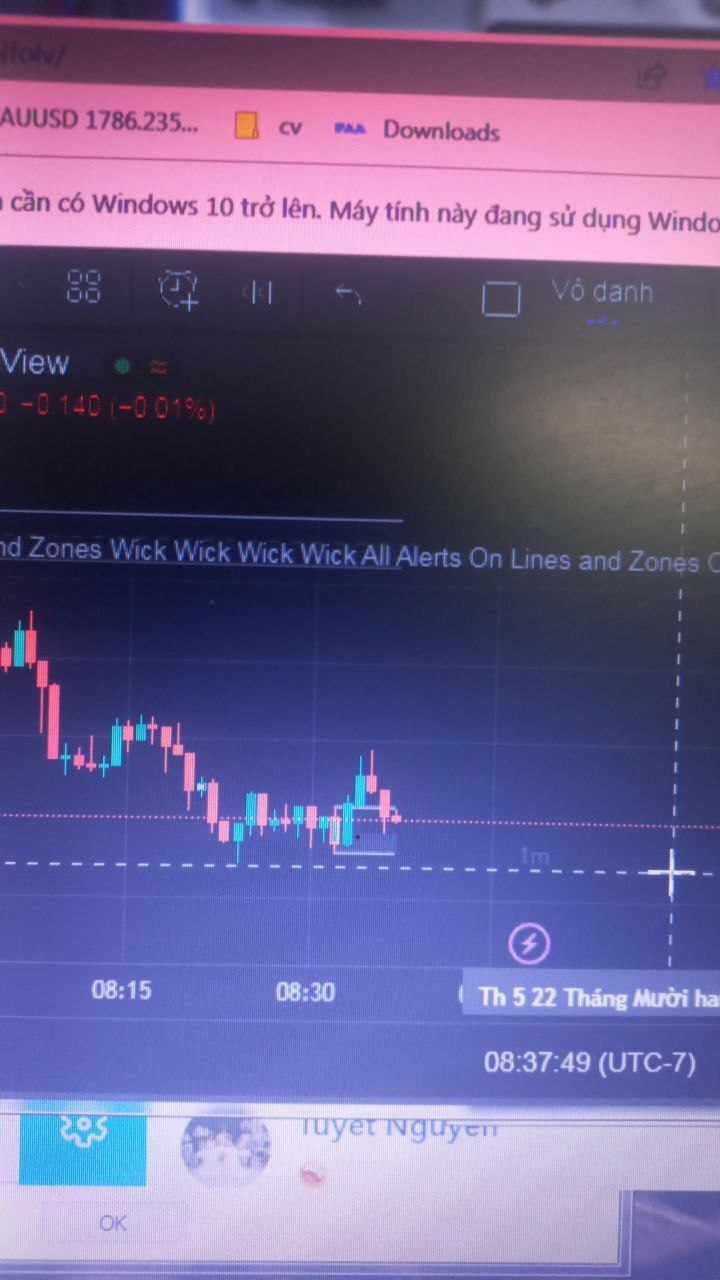 AUUSD 1786.235... cv PAA Downloads
cần có Windows 10 trở lên. Máy tính này đang sử dụng Windo
Vô danh
View
-0.140 (-0.01%)
nd Zones Wick Wick Wick Wick All Alerts On Lines and Zones
1m
08:15 08:30 Th 5 22 Tháng Mười ha
08:37:49 (UTC-7)
Tuyet Nguyen
OK